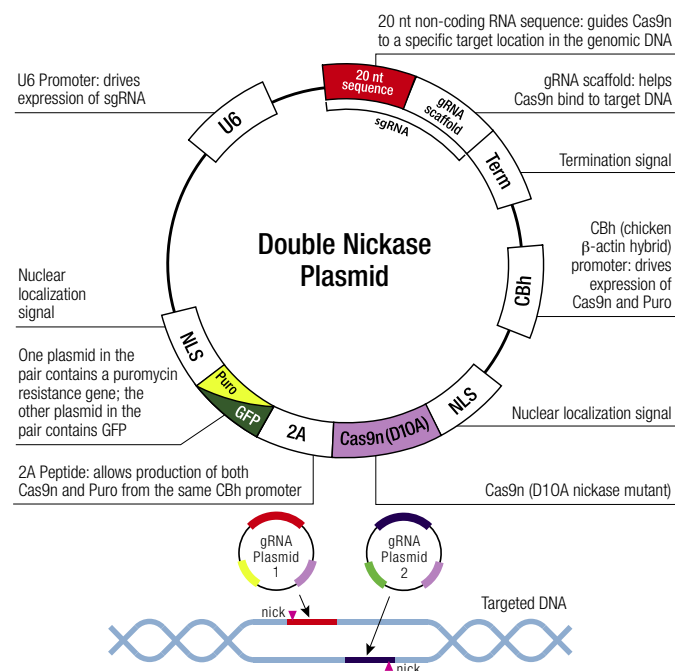 20 nt non-coding RNA sequence: guides Cas9n
to a specific target location in the genomic DNA
U6 Promoter: drives
expression of sgRNA
gRNA scaffold: helps
Cas9n bind to target DNA
20 nt
sequence
gRNA
scaffold
sgRNA
U6
Term
Termination signal
Double Nickase
Plasmid
CBh (chicken
β-actin hybrid)
promoter: drives
expression of
Cas9n and Puro
CBh
Nuclear
localization
signal
NLS
One plasmid in the
pair contains a puromycin
resistance gene; the
other plasmid in the
pair contains GFP
Puro
GFP
2A
Cas9n (D10A)
NLS
Nuclear localization signal
2A Peptide: allows production of both
Cas9n and Puro from the same CBh promoter
Cas9n (D10A nickase mutant)
gRNA
Plasmid
1
gRNA
Plasmid
2
Targeted DNA
nick
nick